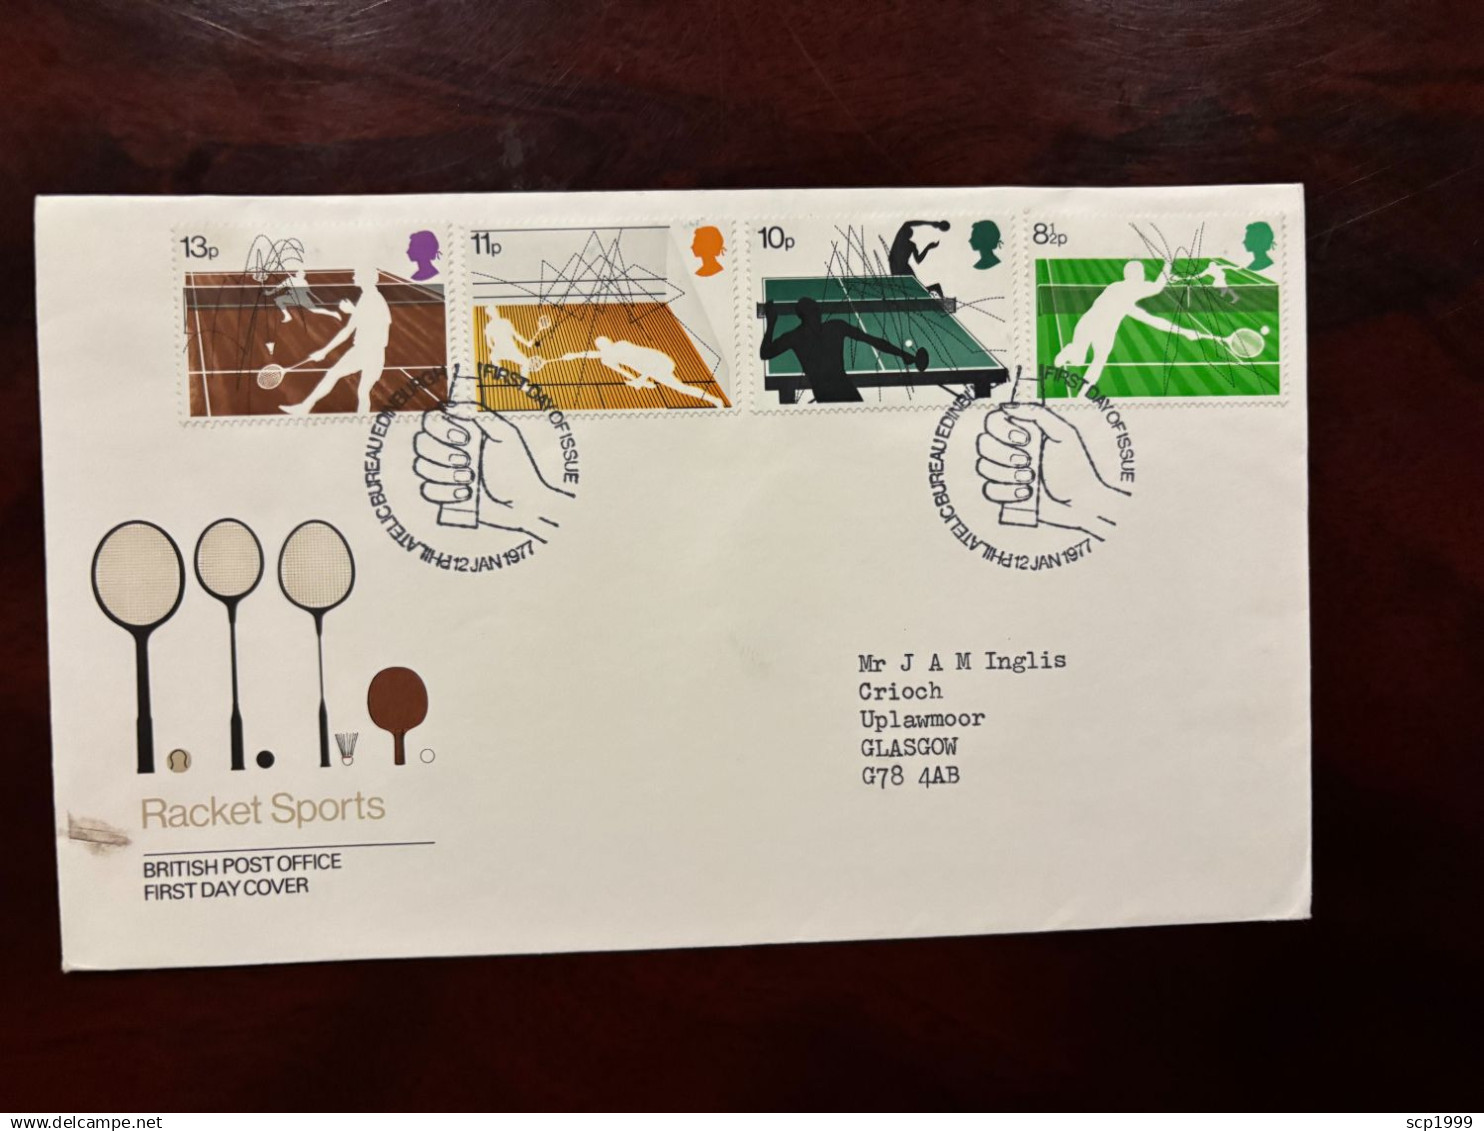 13p
11p
10p
8½p
PHILATELIC BUREAU EDINBURGH
FIRST DAY OF ISSUE
12 JAN 1977
PHILATELIC BUREAU EDINBU
FIRST DAY OF ISSUE
12 JAN 1977
Mr J A M Inglis
Crioch
Uplawmoor
GLASGOW
G78 4AB
Racket Sports
BRITISH POST OFFICE
FIRST DAY COVER
delcampe.net
scp1999